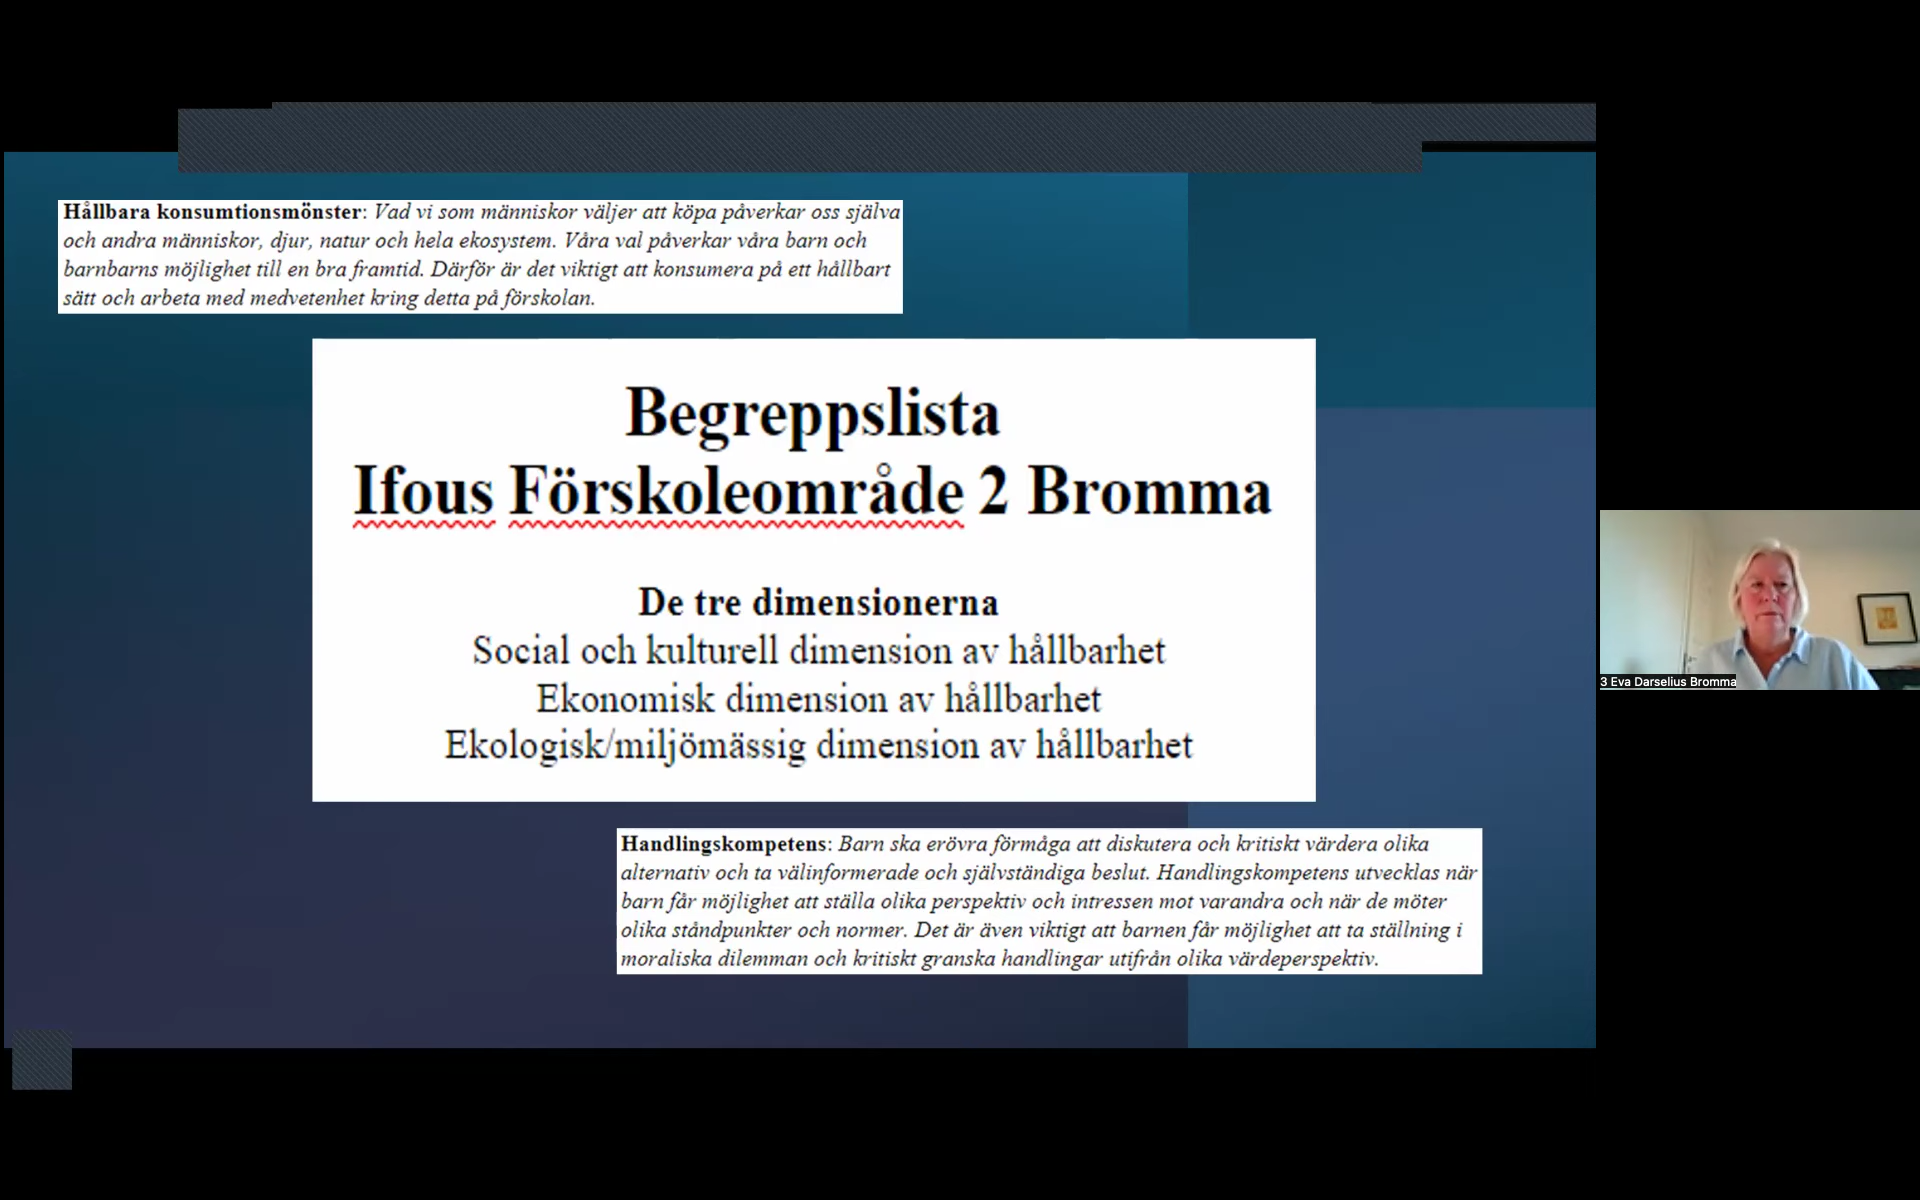 Hållbara konsumtionsmönster: Vad vi som människor väljer att köpa påverkar oss själva
och andra människor, djur, natur och hela ekosystem. Våra val påverkar våra barn och
barnbarns möjlighet till en bra framtid. Därför är det viktigt att konsumera på ett hållbart
sätt och arbeta med medvetenhet kring detta på förskolan.
Begreppslista
Ifous Förskoleområde 2 Bromma
De tre dimensionerna
Social och kulturell dimension av hållbarhet
Ekonomisk dimension av hållbarhet
Ekologisk/miljömässig dimension av hållbarhet
Handlingskompetens: Barn ska erövra förmåga att diskutera och kritiskt värdera olika
alternativ och ta välinformerade och självständiga beslut. Handlingskompetens utvecklas när
barn får möjlighet att ställa olika perspektiv och intressen mot varandra och när de möter
olika ståndpunkter och normer. Det är även viktigt att barnen får möjlighet att ta ställning i
moraliska dilemman och kritiskt granska handlingar utifrån olika värdeperspektiv.
3 Eva Darselius Bromma